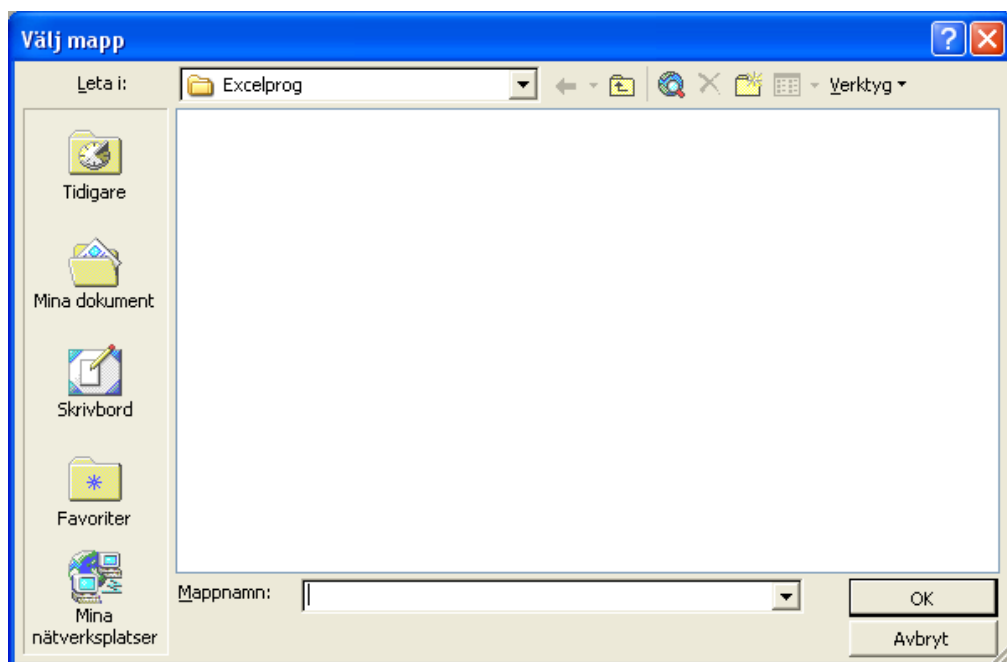 Välj mapp
Leta i:
Excelprog
Verktyg
Tidigare
Mina dokument
Skrivbord
Favoriter
Mina
nätverksplatser
Mappnamn:
OK
Avbryt